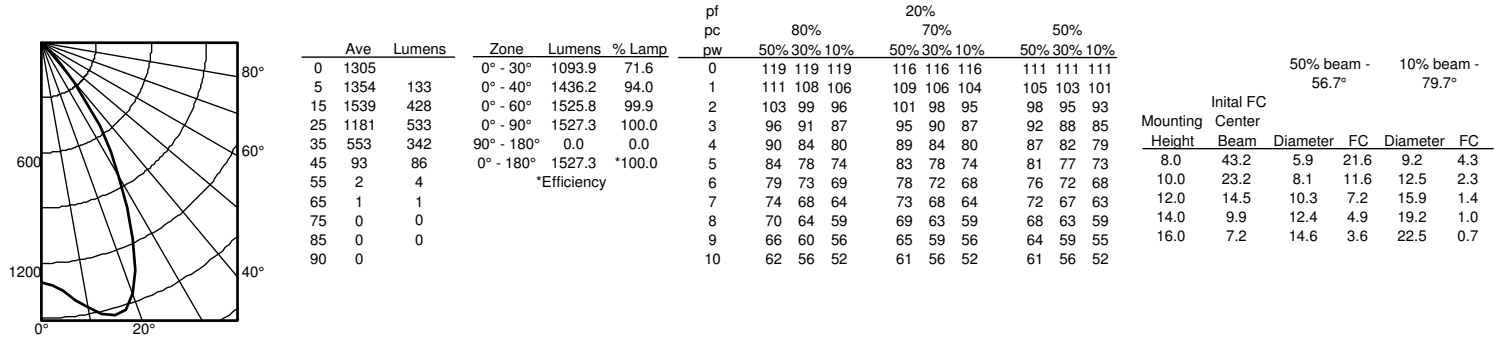 80°
60°
40°
600
1200
0° 20°
Ave Lumens
0 1305
5 1354 133
15 1539 428
25 1181 533
35 553 342
45 93 86
55 2 4
65 1 1
75 0 0
85 0 0
90 0
Zone Lumens % Lamp
0° - 30° 1093.9 71.6
0° - 40° 1436.2 94.0
0° - 60° 1525.8 99.9
0° - 90° 1527.3 100.0
90° - 180° 0.0 0.0
0° - 180° 1527.3 *100.0
*Efficiency
pf 20%
pc 80% 70% 50%
pw 50% 30% 10% 50% 30% 10% 50% 30% 10%
0 119 119 119 116 116 116 111 111 111
1 111 108 106 109 106 104 105 103 101
2 103 99 96 101 98 95 98 95 93
3 96 91 87 95 90 87 92 88 85
4 90 84 80 89 84 80 87 82 79
5 84 78 74 83 78 74 81 77 73
6 79 73 69 78 72 68 76 72 68
7 74 68 64 73 68 64 72 67 63
8 70 64 59 69 63 59 68 63 59
9 66 60 56 65 59 56 64 59 55
10 62 56 52 61 56 52 61 56 52
50% beam - 10% beam -
56.7° 79.7°
Inital FC
Mounting Center
Height Beam Diameter FC Diameter FC
8.0 43.2 5.9 21.6 9.2 4.3
10.0 23.2 8.1 11.6 12.5 2.3
12.0 14.5 10.3 7.2 15.9 1.4
14.0 9.9 12.4 4.9 19.2 1.0
16.0 7.2 14.6 3.6 22.5 0.7